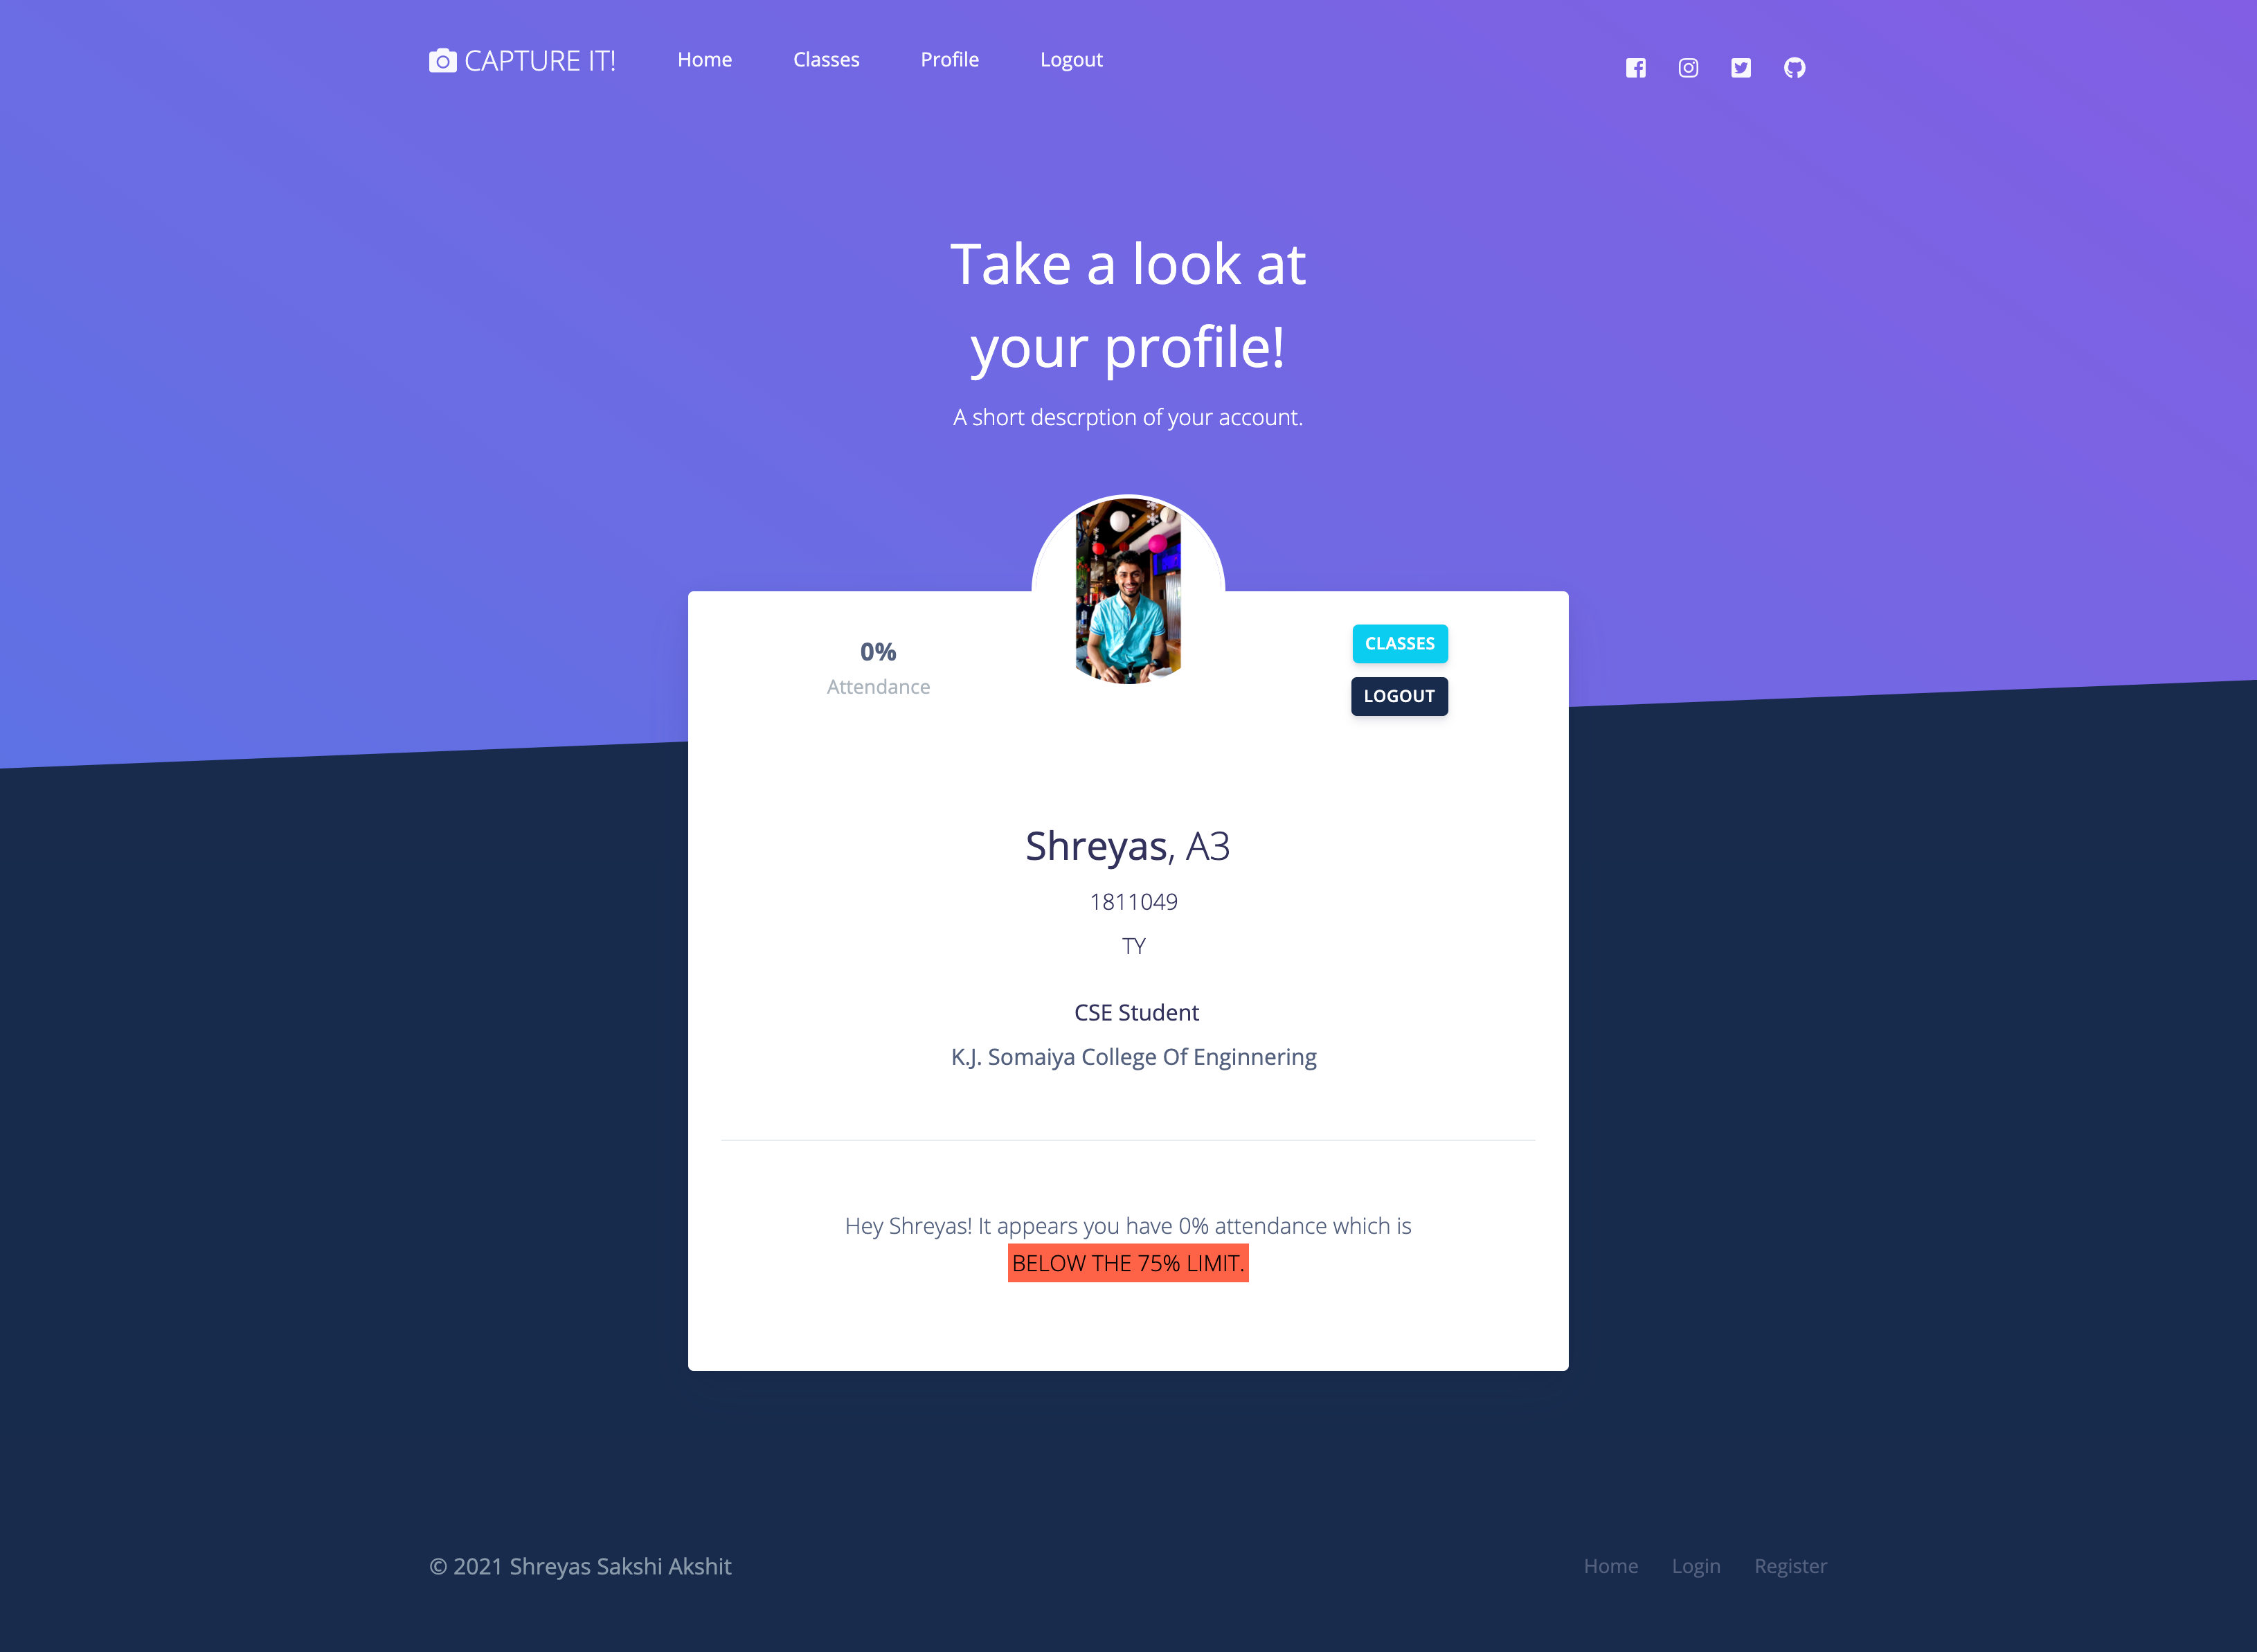 CAPTURE IT! Home Classes Profile Logout
Take a look at
your profile!
A short descrption of your account.
0%
Attendance
CLASSES
LOGOUT
Shreyas, A3
1811049
TY
CSE Student
K.J. Somaiya College Of Enginnering
Hey Shreyas! It appears you have 0% attendance which is
BELOW THE 75% LIMIT.
© 2021 Shreyas Sakshi Akshit Home Login Register